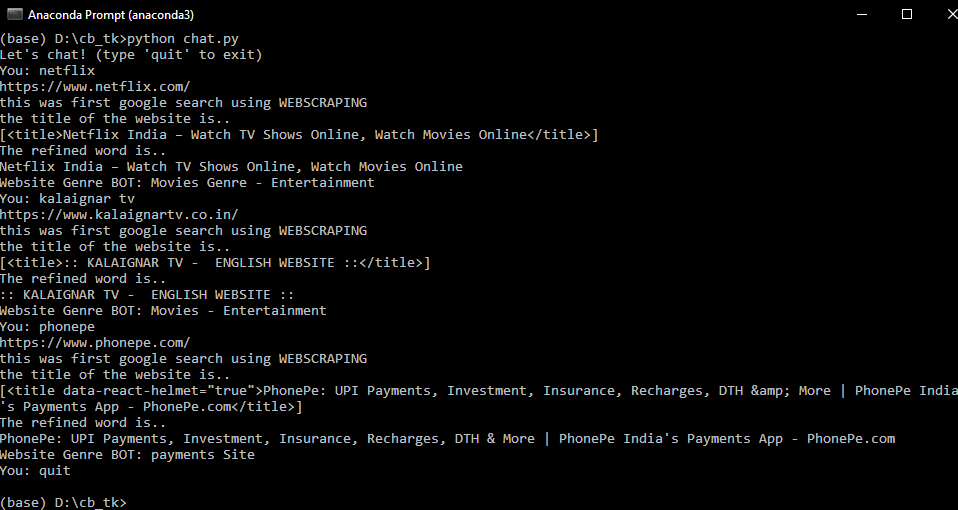 Anaconda Prompt (anaconda3)
(base) D:\cb_tk>python chat.py
Let's chat! (type 'quit' to exit)
You: netflix
https://www.netflix.com/
this was first google search using WEBSCRAPING
the title of the website is..
[<title>Netflix India – Watch TV Shows Online, Watch Movies Online</title>]
The refined word is..
Netflix India – Watch TV Shows Online, Watch Movies Online
Website Genre BOT: Movies Genre - Entertainment
You: kalaignar tv
https://www.kalaignartv.co.in/
this was first google search using WEBSCRAPING
the title of the website is..
[<title>:: KALAIGNAR TV -  ENGLISH WEBSITE ::</title>]
The refined word is..
:: KALAIGNAR TV -  ENGLISH WEBSITE ::
Website Genre BOT: Movies - Entertainment
You: phonepe
https://www.phonepe.com/
this was first google search using WEBSCRAPING
the title of the website is..
[<title data-react-helmet="true">PhonePe: UPI Payments, Investment, Insurance, Recharges, DTH &amp; More | PhonePe India
's Payments App - PhonePe.com</title>]
The refined word is..
PhonePe: UPI Payments, Investment, Insurance, Recharges, DTH & More | PhonePe India's Payments App - PhonePe.com
Website Genre BOT: payments Site
You: quit
(base) D:\cb_tk>